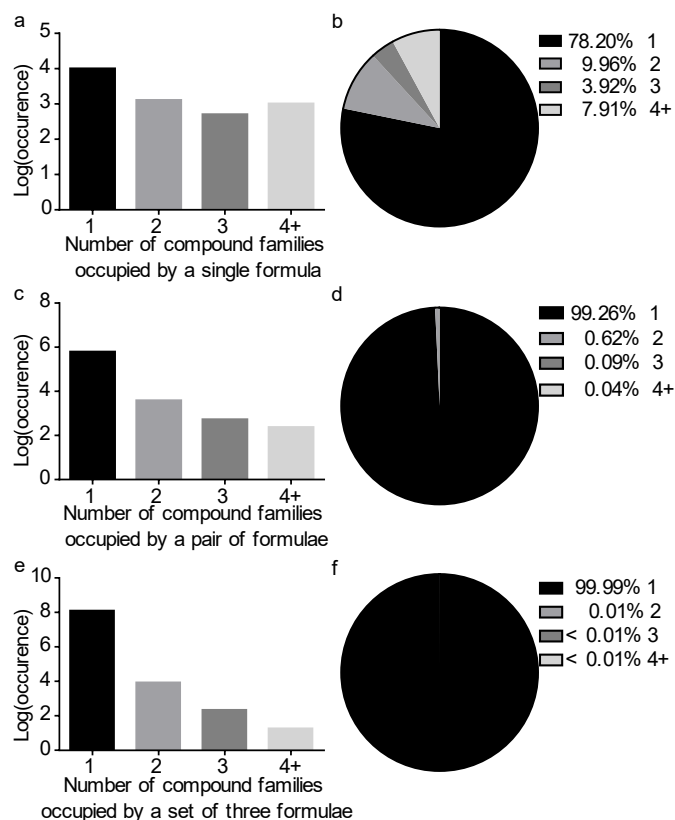 a
Log(occurence)
5
4
3
2
1
0
1 2 3 4+
Number of compound families
occupied by a single formula
b
78.20% 1
9.96% 2
3.92% 3
7.91% 4+
c
Log(occurence)
8
6
4
2
0
1 2 3 4+
Number of compound families
occupied by a pair of formulae
d
99.26% 1
0.62% 2
0.09% 3
0.04% 4+
e
Log(occurence)
10
8
6
4
2
0
1 2 3 4+
Number of compound families
occupied by a set of three formulae
f
99.99% 1
0.01% 2
< 0.01% 3
< 0.01% 4+